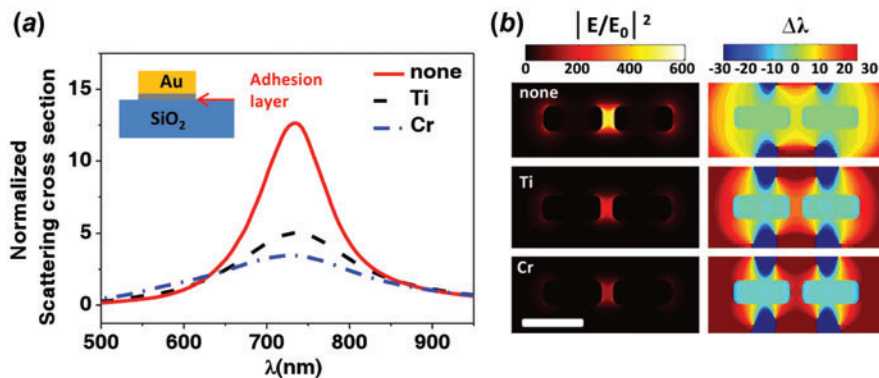 (a)
Normalized
Scattering cross section
15
10
5
0
500
600
700
800
900
λ(nm)
Au
SiO2
Adhesion
layer
none
Ti
Cr
(b)
|E/E0|²
0 200 400 600
Δλ
-30 -20 -10 0 10 20 30
none
Ti
Cr